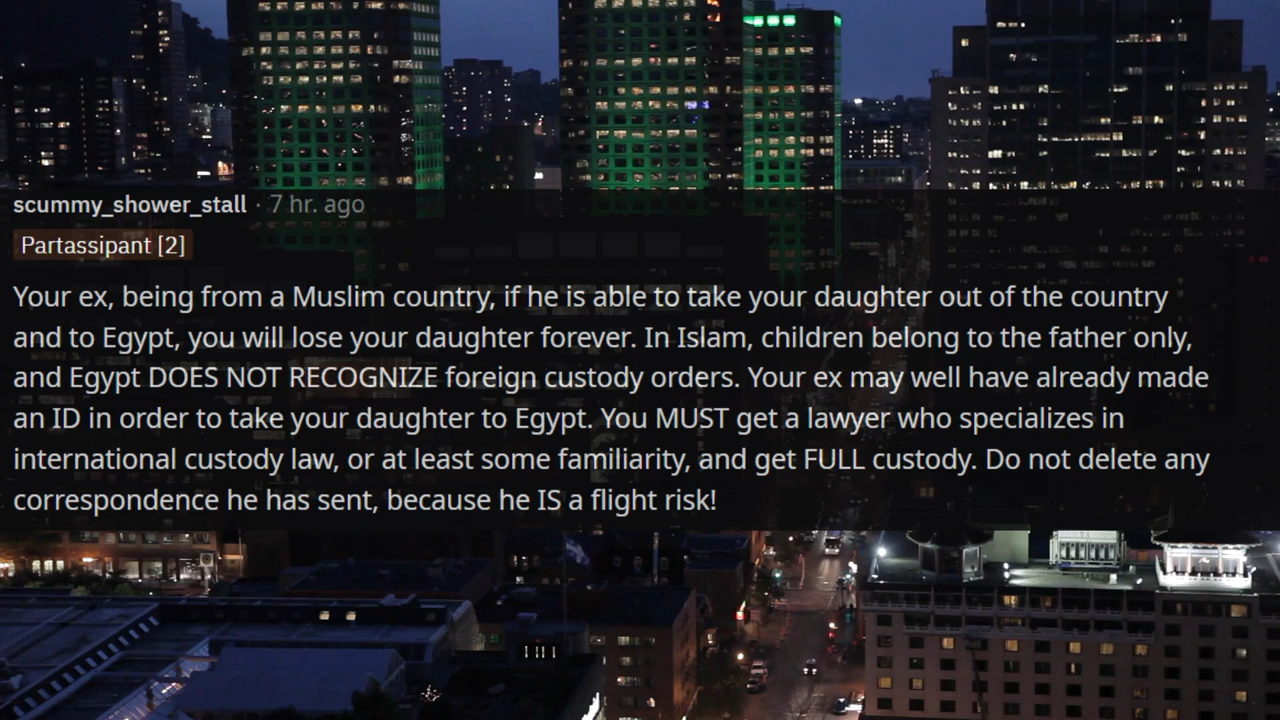 scummy_shower_stall · 7 hr. ago
Partassipant [2]
Your ex, being from a Muslim country, if he is able to take your daughter out of the country
and to Egypt, you will lose your daughter forever. In Islam, children belong to the father only,
and Egypt DOES NOT RECOGNIZE foreign custody orders. Your ex may well have already made
an ID in order to take your daughter to Egypt. You MUST get a lawyer who specializes in
international custody law, or at least some familiarity, and get FULL custody. Do not delete any
correspondence he has sent, because he IS a flight risk!